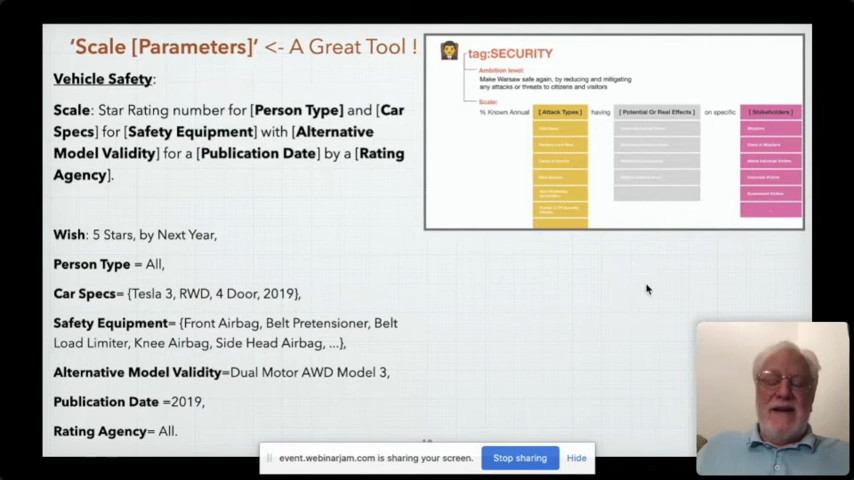 ‘Scale [Parameters]’ <- A Great Tool !
Vehicle Safety:
Scale: Star Rating number for [Person Type] and [Car
Specs] for [Safety Equipment] with [Alternative
Model Validity] for a [Publication Date] by a [Rating
Agency].
Wish: 5 Stars, by Next Year,
Person Type = All,
Car Specs= {Tesla 3, RWD, 4 Door, 2019},
Safety Equipment= {Front Airbag, Belt Pretensioner, Belt
Load Limiter, Knee Airbag, Side Head Airbag, ...},
Alternative Model Validity=Dual Motor AWD Model 3,
Publication Date =2019,
Rating Agency= All.
tag:SECURITY
Ambition level:
Make Warsaw safe again, by reducing and mitigating
any attacks or threats to citizens and visitors
Scale:
% Known Annual [ Attack Types ] having [ Potential Or Real Effects ] on specific [ Stakeholders ]
event.webinarjam.com is sharing your screen. Stop sharing Hide